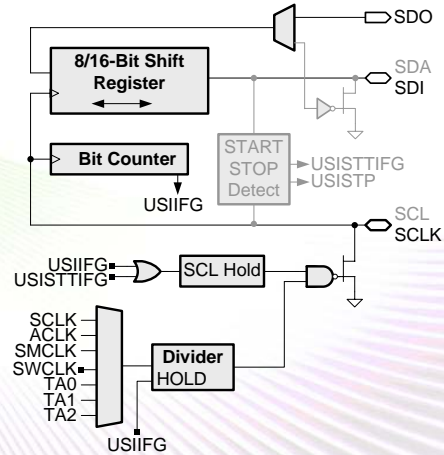 SDO
8/16-Bit Shift
Register
SDA
SDI
Bit Counter
START
STOP
Detect
USISTTIFG
USISTP
USIIFG
SCL
SCLK
USIIFG
USISTTIFG
SCL Hold
SCLK
ACLK
SMCLK
SWCLK
TA0
TA1
TA2
Divider
HOLD
USIIFG